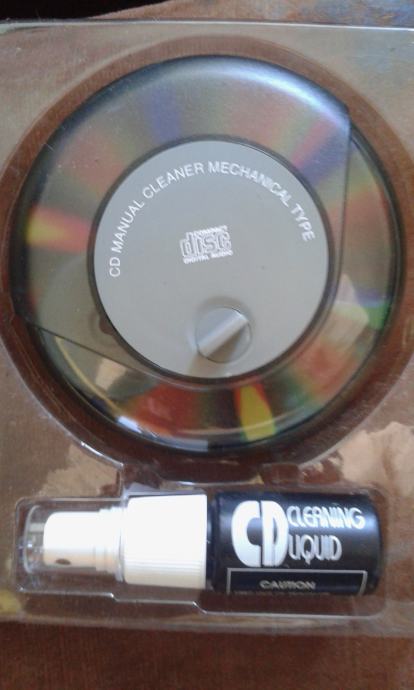 CD MANUAL CLEANER MECHANICAL TYPE
COMPACT
disc
DIGITAL AUDIO
CD CLEANING
LIQUID
CAUTION